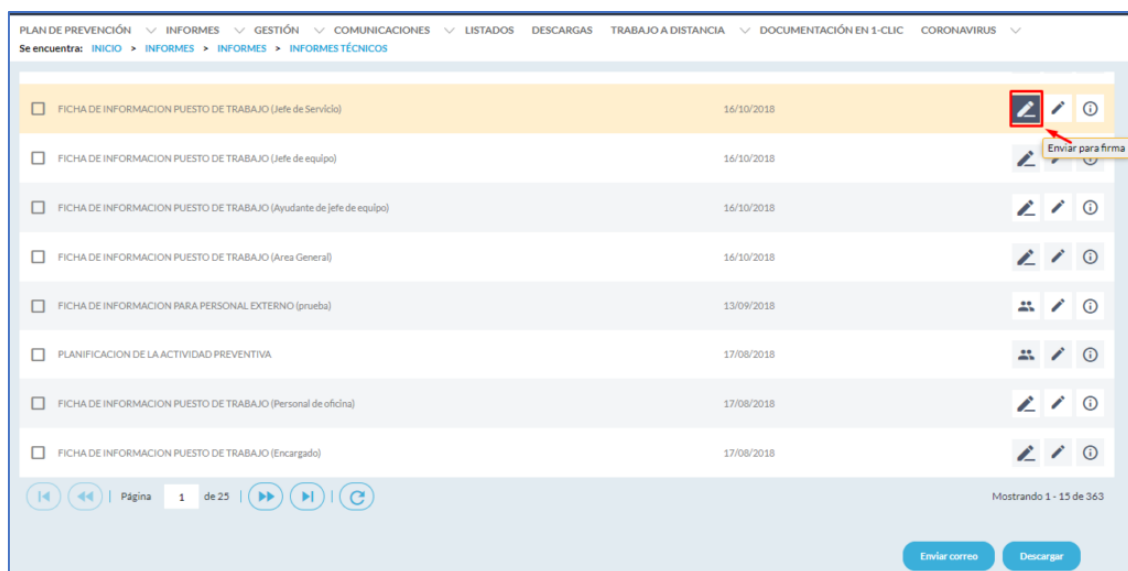 PLAN DE PREVENCIÓN INFORMES GESTIÓN COMUNICACIONES LISTADOS DESCARGAS TRABAJO A DISTANCIA DOCUMENTACIÓN EN 1-CLIC CORONAVIRUS
Se encuentra: INICIO > INFORMES > INFORMES > INFORMES TÉCNICOS
FICHA DE INFORMACION PUESTO DE TRABAJO (Jefe de Servicio) 16/10/2018
Enviar para firma
FICHA DE INFORMACION PUESTO DE TRABAJO (Jefe de equipo) 16/10/2018
FICHA DE INFORMACION PUESTO DE TRABAJO (Ayudante de jefe de equipo) 16/10/2018
FICHA DE INFORMACION PUESTO DE TRABAJO (Area General) 16/10/2018
FICHA DE INFORMACION PARA PERSONAL EXTERNO (prueba) 13/09/2018
PLANIFICACION DE LA ACTIVIDAD PREVENTIVA 17/08/2018
FICHA DE INFORMACION PUESTO DE TRABAJO (Personal de oficina) 17/08/2018
FICHA DE INFORMACION PUESTO DE TRABAJO (Encargado) 17/08/2018
Página 1 de 25 Mostrando 1 - 15 de 363
Enviar correo Descargar